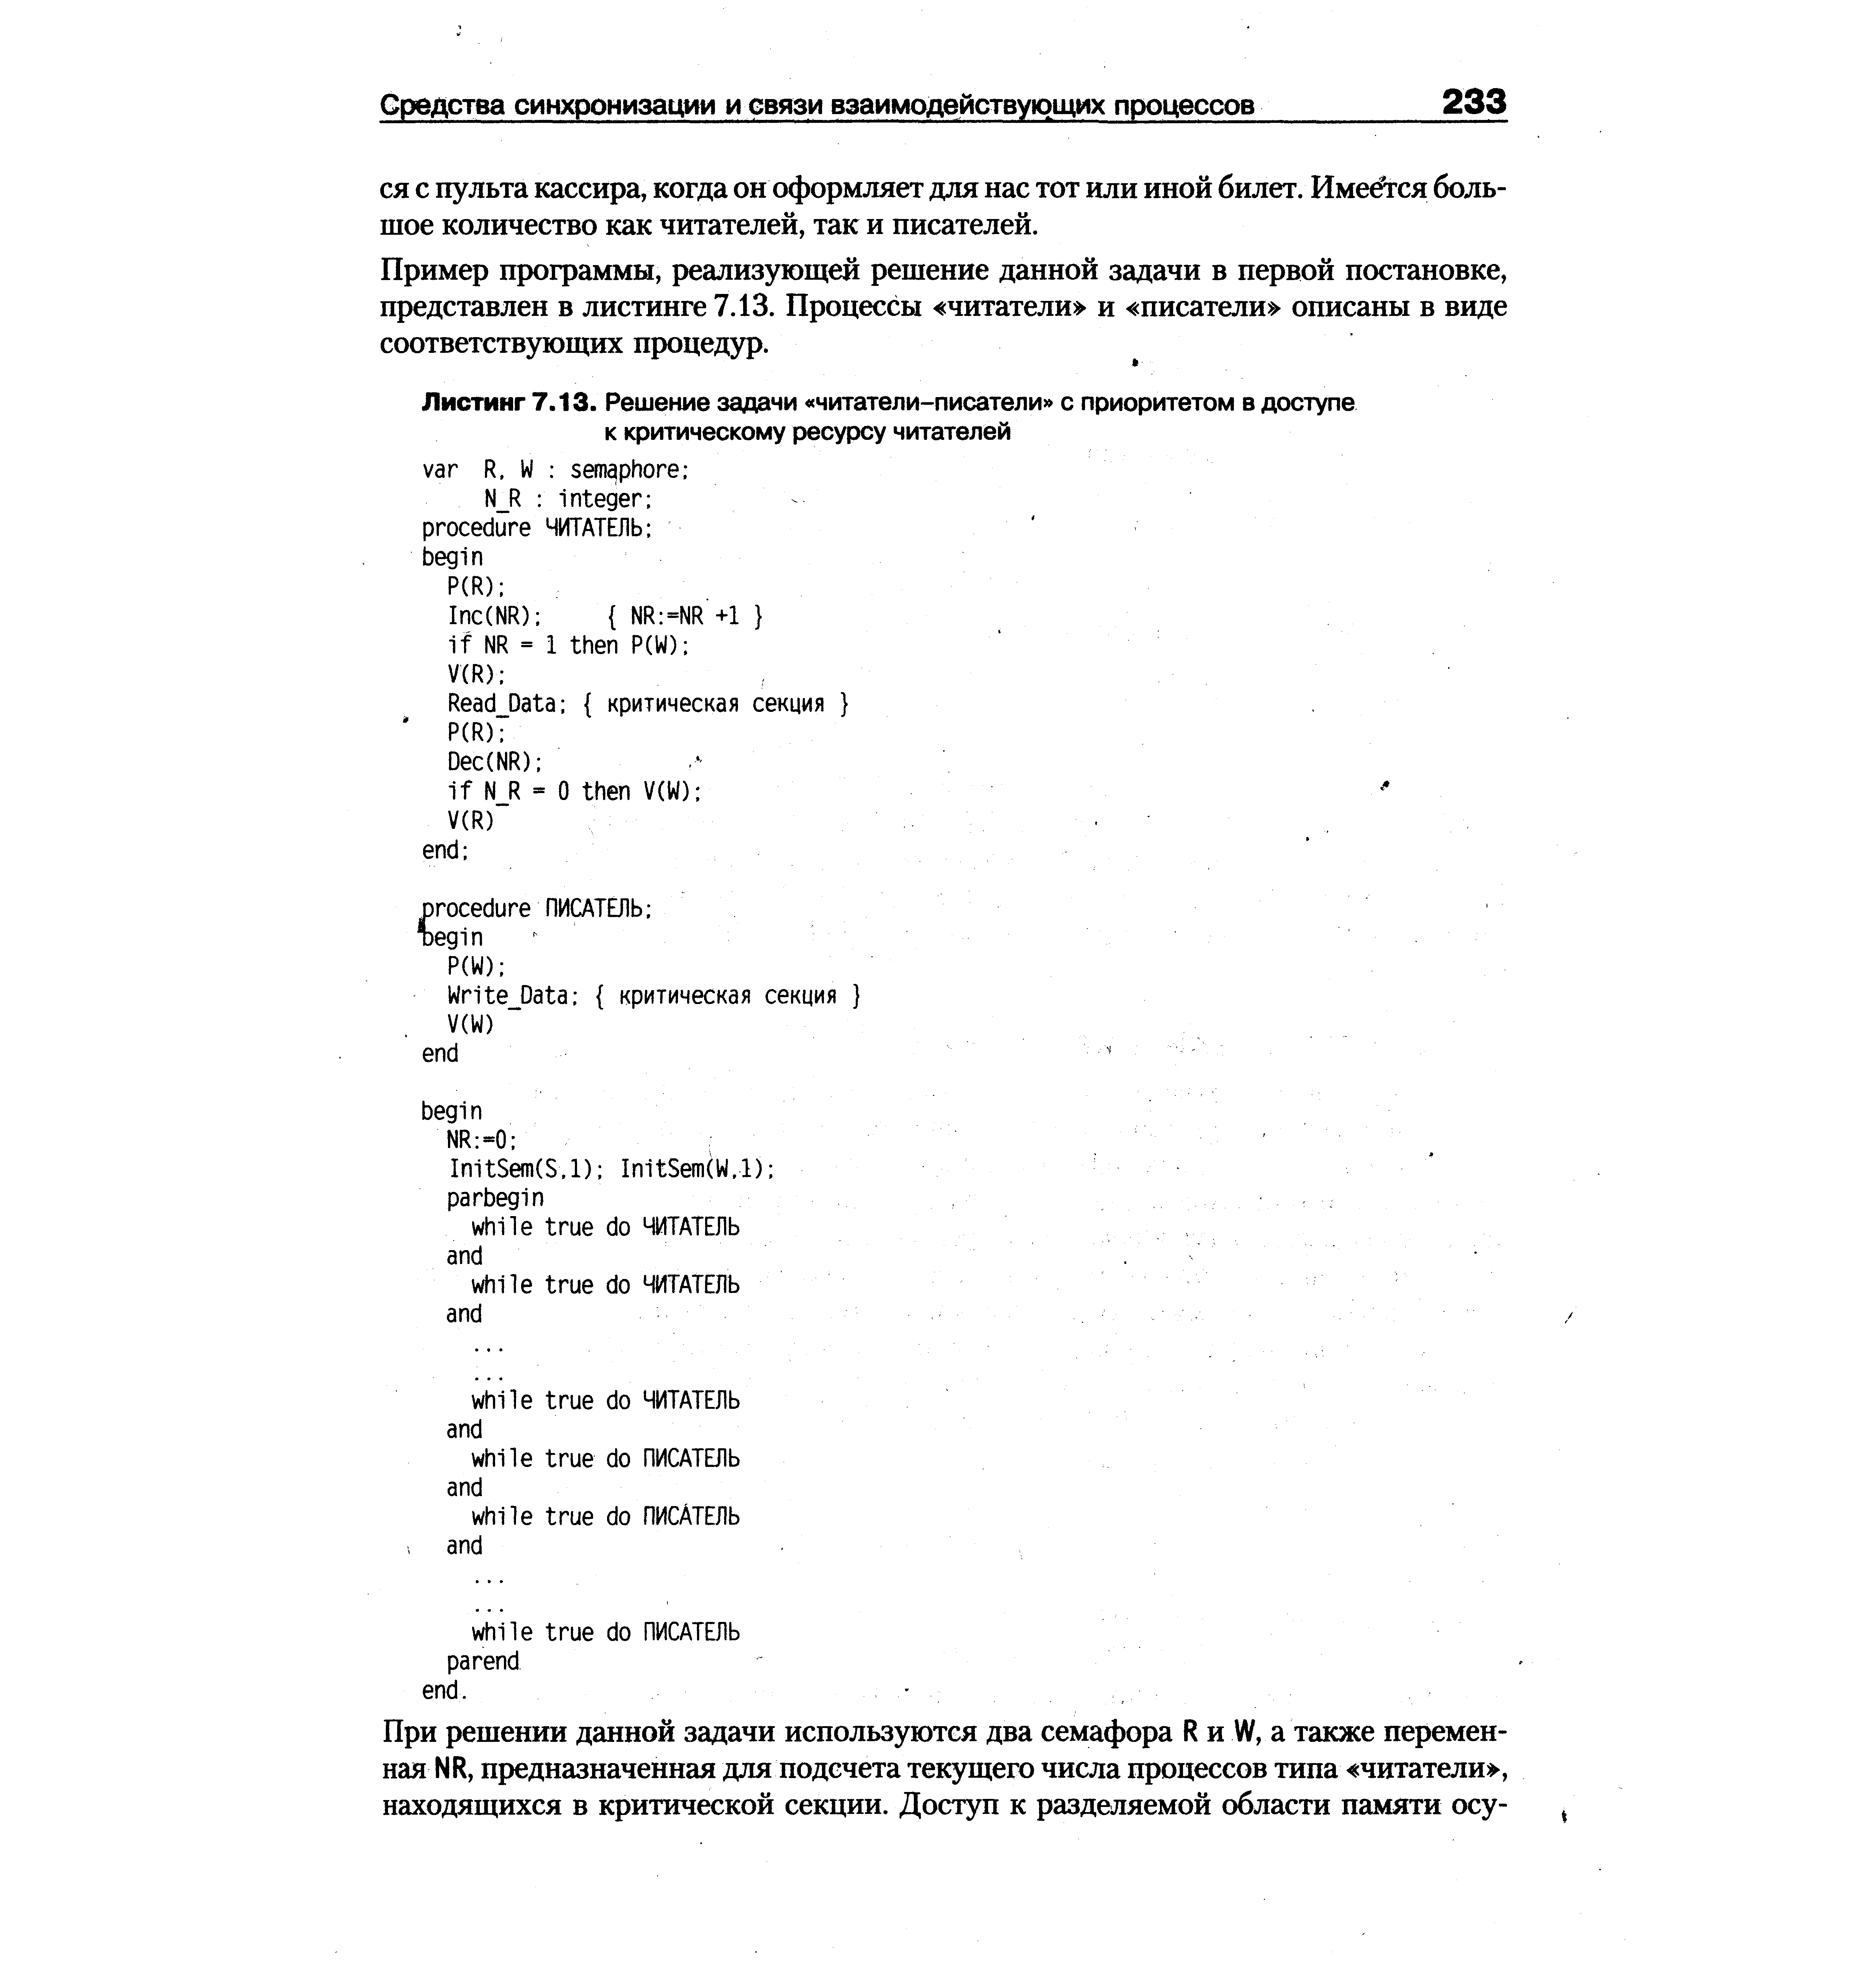 Средства синхронизации и связи взаимодействующих процессов 233
ся с пульта кассира, когда он оформляет для нас тот или иной билет. Имеется боль-
шое количество как читателей, так и писателей.
Пример программы, реализующей решение данной задачи в первой постановке,
представлен в листинге 7.13. Процессы «читатели» и «писатели» описаны в виде
соответствующих процедур.
Листинг 7.13. Решение задачи «читатели–писатели» с приоритетом в доступе
к критическому ресурсу читателей
var R, W : semaphore;
N_R : integer;
procedure ЧИТАТЕЛЬ;
begin
P(R);
Inc(NR); { NR:=NR +1 }
if NR = 1 then P(W);
V(R);
Read_Data; { критическая секция }
P(R);
Dec(NR);
if N_R = 0 then V(W);
V(R)
end;
procedure ПИСАТЕЛЬ;
begin
P(W);
Write_Data; { критическая секция }
V(W)
end
begin
NR:=0;
InitSem(S,1); InitSem(W,1);
parbegin
while true do ЧИТАТЕЛЬ
and
while true do ЧИТАТЕЛЬ
and
...
...
while true do ЧИТАТЕЛЬ
and
while true do ПИСАТЕЛЬ
and
while true do ПИСАТЕЛЬ
and
...
...
while true do ПИСАТЕЛЬ
parend
end.
При решении данной задачи используются два семафора R и W, а также перемен-
ная NR, предназначенная для подсчета текущего числа процессов типа «читатели»,
находящихся в критической секции. Доступ к разделяемой области памяти осу-